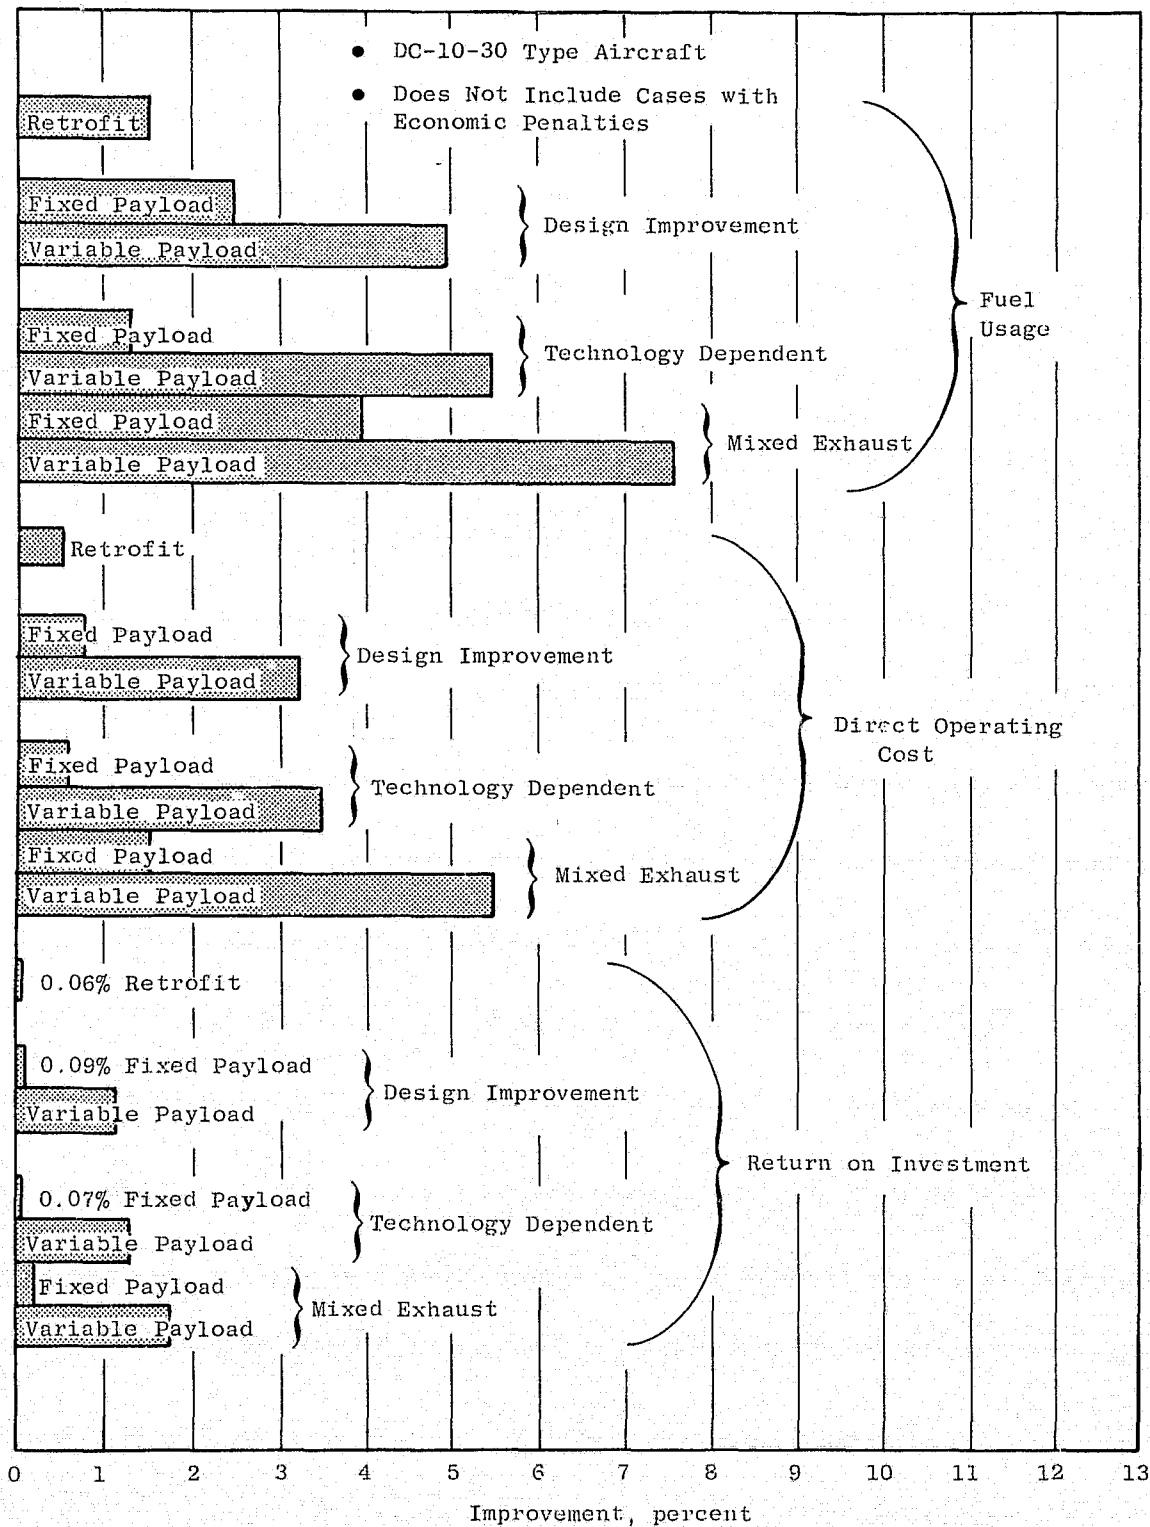 ● DC-10-30 Type Aircraft
● Does Not Include Cases with
Economic Penalties
Retrofit
Fixed Payload
Variable Payload
Design Improvement
Fixed Payload
Variable Payload
Technology Dependent
Fixed Payload
Variable Payload
Mixed Exhaust
Fuel
Usage
Retrofit
Fixed Payload
Variable Payload
Design Improvement
Fixed Payload
Variable Payload
Technology Dependent
Fixed Payload
Variable Payload
Mixed Exhaust
Direct Operating
Cost
0.06% Retrofit
0.09% Fixed Payload
Variable Payload
Design Improvement
0.07% Fixed Payload
Variable Payload
Technology Dependent
Fixed Payload
Variable Payload
Mixed Exhaust
Return on Investment
0 1 2 3 4 5 6 7 8 9 10 11 12 13
Improvement, percent